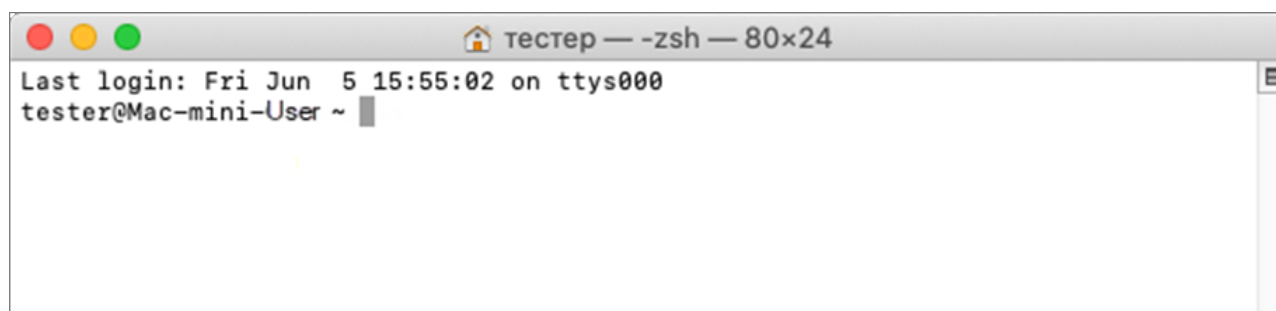 тестер — -zsh — 80×24
Last login: Fri Jun  5 15:55:02 on ttys000
tester@Mac-mini-User ~